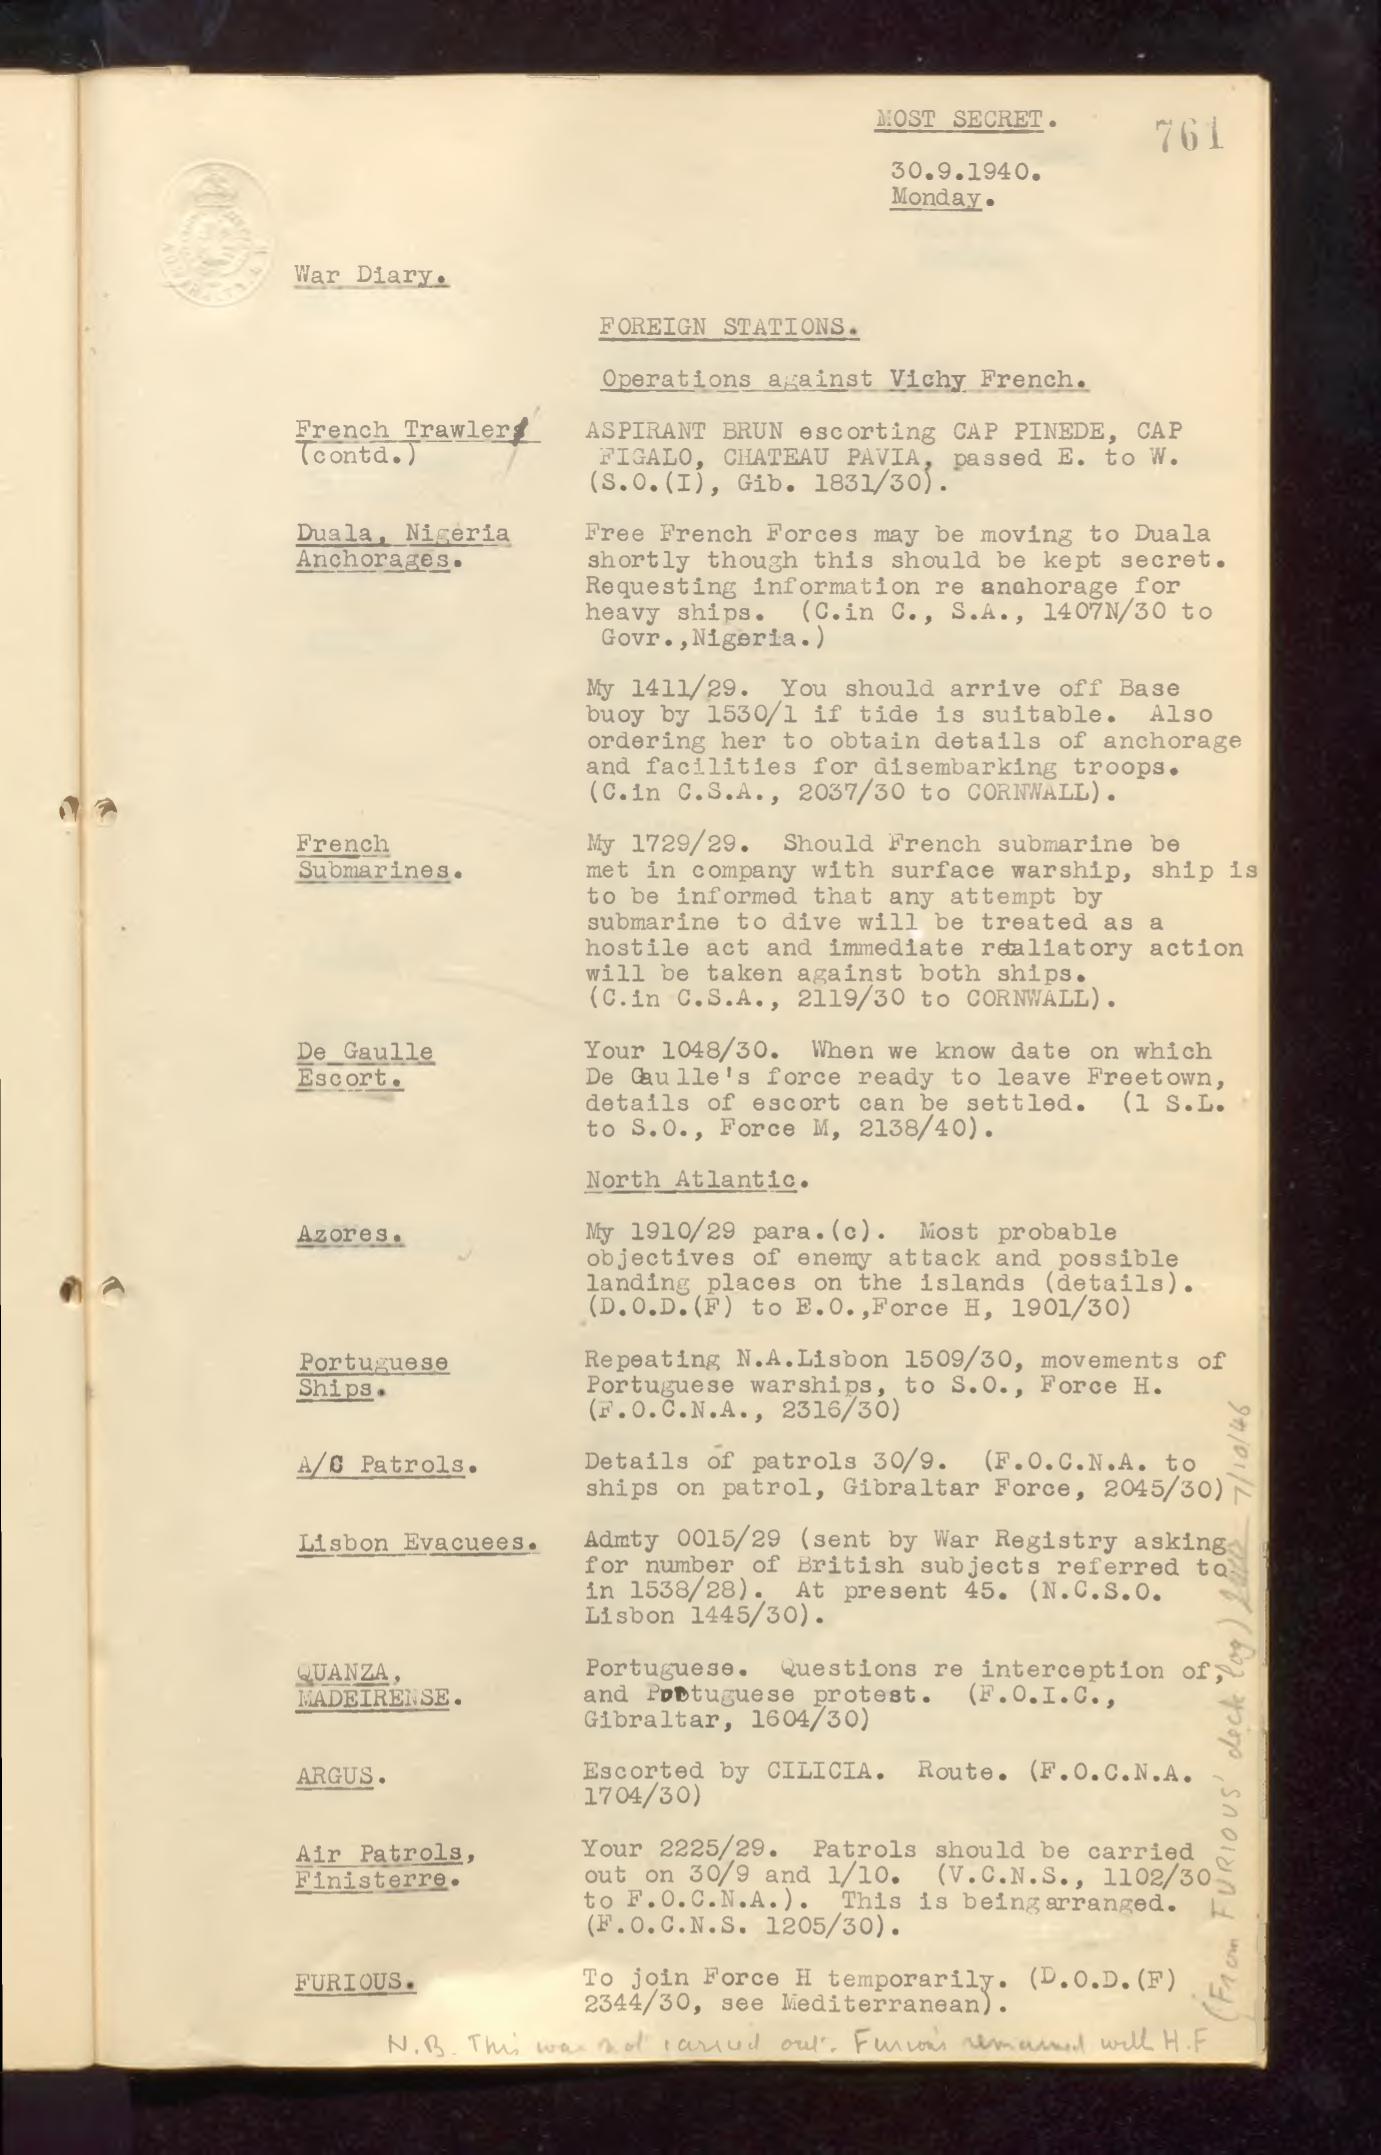 MOST SECRET.
761
30.9.1940.
Monday.
War Diary.
FOREIGN STATIONS.
Operations against Vichy French.
French Trawlers
(contd.)
ASPIRANT BRUN escorting CAP PINEDE, CAP
FIGALO, CHATEAU PAVIA, passed E. to W.
(S.O.(I), Gib. 1831/30).
Duala, Nigeria
Anchorages.
Free French Forces may be moving to Duala
shortly though this should be kept secret.
Requesting information re anchorage for
heavy ships. (C.in C., S.A., 1407N/30 to
Govr.,Nigeria.)
My 1411/29. You should arrive off Base
buoy by 1530/1 if tide is suitable. Also
ordering her to obtain details of anchorage
and facilities for disembarking troops.
(C.in C.S.A., 2037/30 to CORNWALL).
French
Submarines.
My 1729/29. Should French submarine be
met in company with surface warship, ship is
to be informed that any attempt by
submarine to dive will be treated as a
hostile act and immediate retaliatory action
will be taken against both ships.
(C.in C.S.A., 2119/30 to CORNWALL).
De Gaulle
Escort.
Your 1048/30. When we know date on which
De Gaulle's force ready to leave Freetown,
details of escort can be settled. (1 S.L.
to S.O., Force M, 2138/40).
North Atlantic.
Azores.
My 1910/29 para.(c). Most probable
objectives of enemy attack and possible
landing places on the islands (details).
(D.O.D.(F) to E.O.,Force H, 1901/30)
Portuguese
Ships.
Repeating N.A.Lisbon 1509/30, movements of
Portuguese warships, to S.O., Force H.
(F.O.C.N.A., 2316/30)
A/C Patrols.
Details of patrols 30/9. (F.O.C.N.A. to
ships on patrol, Gibraltar Force, 2045/30)
Lisbon Evacuees.
Admty 0015/29 (sent by War Registry asking
for number of British subjects referred to
in 1538/28). At present 45. (N.C.S.O.
Lisbon 1445/30).
QUANZA,
MADEIRENSE.
Portuguese. Questions re interception of,
and Portuguese protest. (F.O.I.C.,
Gibraltar, 1604/30)
ARGUS.
Escorted by CILICIA. Route. (F.O.C.N.A.
1704/30)
Air Patrols,
Finisterre.
Your 2225/29. Patrols should be carried
out on 30/9 and 1/10. (V.C.N.S., 1102/30
to F.O.C.N.A.). This is being arranged.
(F.O.C.N.S. 1205/30).
FURIOUS.
To join Force H temporarily. (D.O.D.(F)
2344/30, see Mediterranean).
N.B. This was not carried out. Furious remained with H.F
(From FURIOUS' deck log) 7/10/46